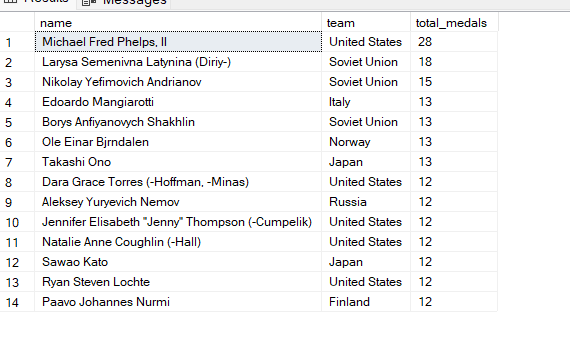 Results Messages
name team total_medals
1 Michael Fred Phelps, II United States 28
2 Larysa Semenivna Latynina (Diriy-) Soviet Union 18
3 Nikolay Yefimovich Andrianov Soviet Union 15
4 Edoardo Mangiarotti Italy 13
5 Borys Anfiyanovych Shakhlin Soviet Union 13
6 Ole Einar Bjrndalen Norway 13
7 Takashi Ono Japan 13
8 Dara Grace Torres (-Hoffman, -Minas) United States 12
9 Aleksey Yuryevich Nemov Russia 12
10 Jennifer Elisabeth "Jenny" Thompson (-Cumpelik) United States 12
11 Natalie Anne Coughlin (-Hall) United States 12
12 Sawao Kato Japan 12
13 Ryan Steven Lochte United States 12
14 Paavo Johannes Nurmi Finland 12